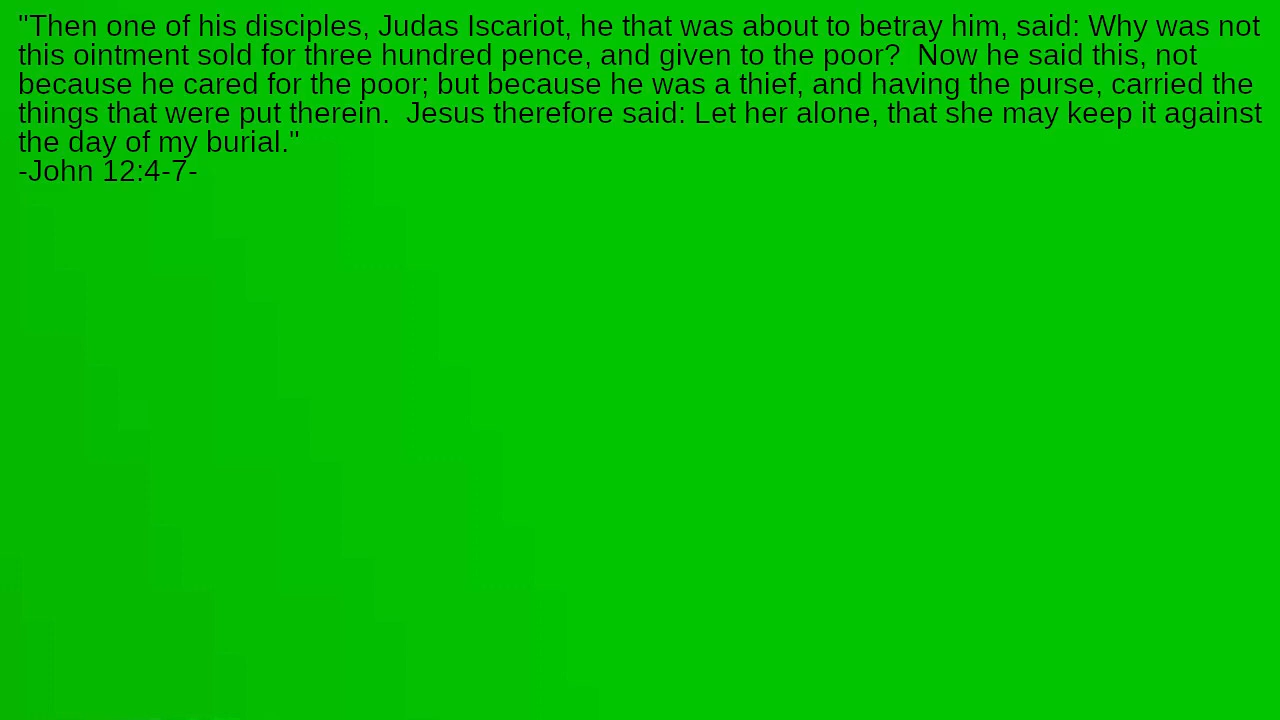 "Then one of his disciples, Judas Iscariot, he that was about to betray him, said: Why was not
this ointment sold for three hundred pence, and given to the poor?  Now he said this, not
because he cared for the poor; but because he was a thief, and having the purse, carried the
things that were put therein.  Jesus therefore said: Let her alone, that she may keep it against
the day of my burial."
-John 12:4-7-